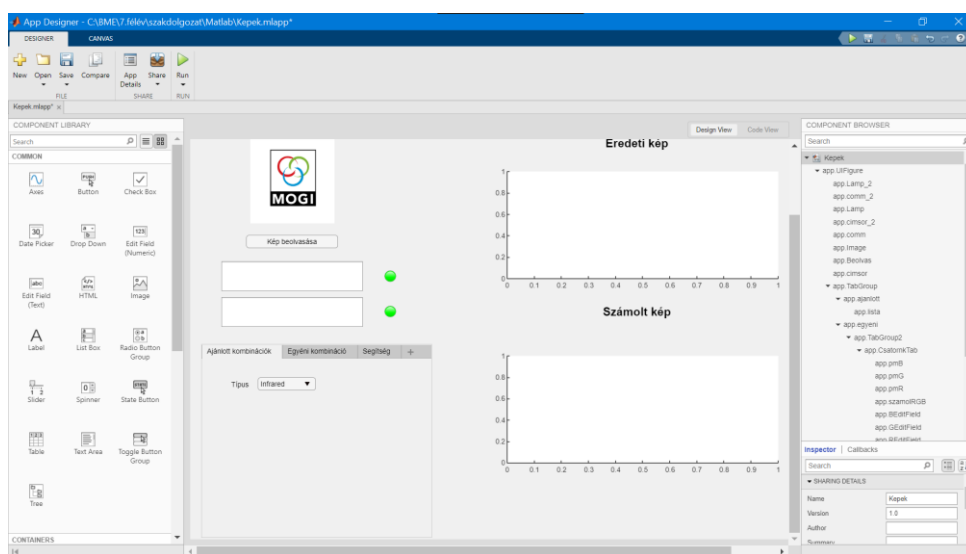 App Designer - C:\BME\7.félév\szakdolgozat\Matlab\Kepek.mlapp*
DESIGNER
CANVAS
New
Open
Save
Compare
App Details
Share
Run
FILE
SHARE
RUN
Kepek.mlapp*
COMPONENT LIBRARY
Search
COMMON
Axes
Button
Check Box
Date Picker
Drop Down
Edit Field (Numeric)
Edit Field (Text)
HTML
Image
Label
List Box
Radio Button Group
Slider
Spinner
State Button
Table
Text Area
Toggle Button Group
Tree
CONTAINERS
Design View
Code View
MOGI
Kép beolvasása
Ajánlott kombinációk
Egyéni kombináció
Segítség
+
Típus
Infrared
Eredeti kép
1
0.8
0.6
0.4
0.2
0
0 0.1 0.2 0.3 0.4 0.5 0.6 0.7 0.8 0.9 1
Számolt kép
1
0.8
0.6
0.4
0.2
0
0 0.1 0.2 0.3 0.4 0.5 0.6 0.7 0.8 0.9 1
COMPONENT BROWSER
Search
Kepek
app.UIFigure
app.Lamp_2
app.comm_2
app.Lamp
app.cimsor_2
app.comm
app.Image
app.Beolvas
app.cimsor
app.TabGroup
app.ajanlott
app.lista
app.egyeni
app.TabGroup2
app.CsatornkTab
app.pmB
app.pmG
app.pmR
app.szamolRGB
app.BEditField
app.GEditField
app.REditField
Inspector
Callbacks
Search
SHARING DETAILS
Name
Kepek
Version
1.0
Author
Summary